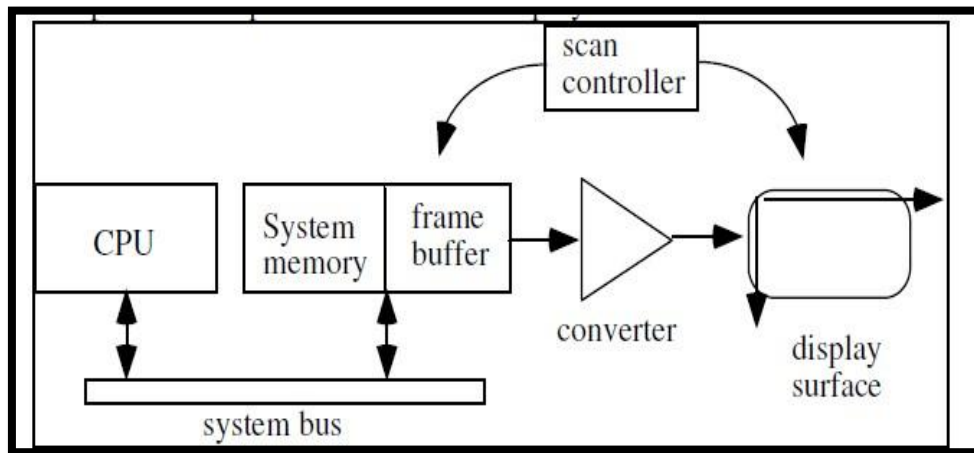 scan
controller
CPU
System
memory
frame
buffer
converter
display
surface
system bus